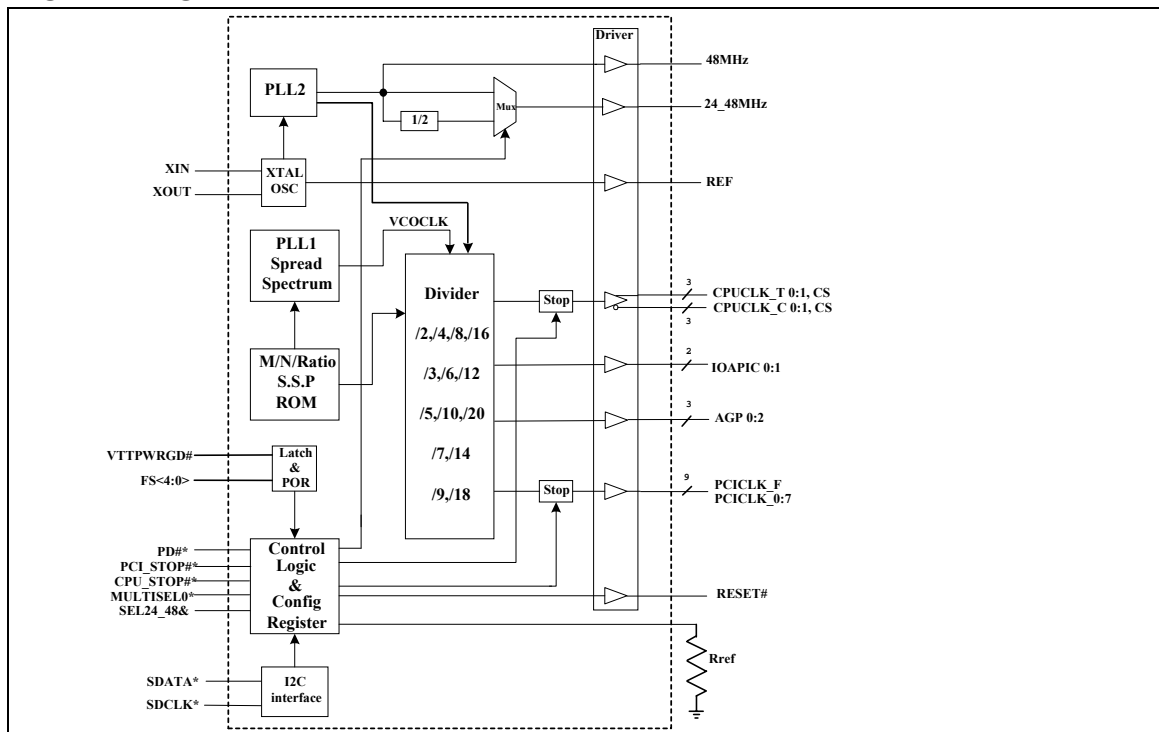 Driver
48MHz
PLL2
Mux
24_48MHz
1/2
XIN
XOUT
XTAL
OSC
REF
VCOCLK
PLL1
Spread
Spectrum
Divider
/2,/4,/8,/16
/3,/6,/12
/5,/10,/20
/7,/14
/9,/18
Stop
3
CPUCLK_T 0:1, CS
CPUCLK_C 0:1, CS
3
M/N/Ratio
S.S.P
ROM
2
IOAPIC 0:1
3
AGP 0:2
VTTPWRGD#
FS<4:0>
Latch
&
POR
Stop
9
PCICLK_F
PCICLK_0:7
PD#*
PCI_STOP#*
CPU_STOP#*
MULTISEL0*
SEL24_48&
Control
Logic
&
Config
Register
RESET#
Rref
SDATA*
SDCLK*
I2C
interface